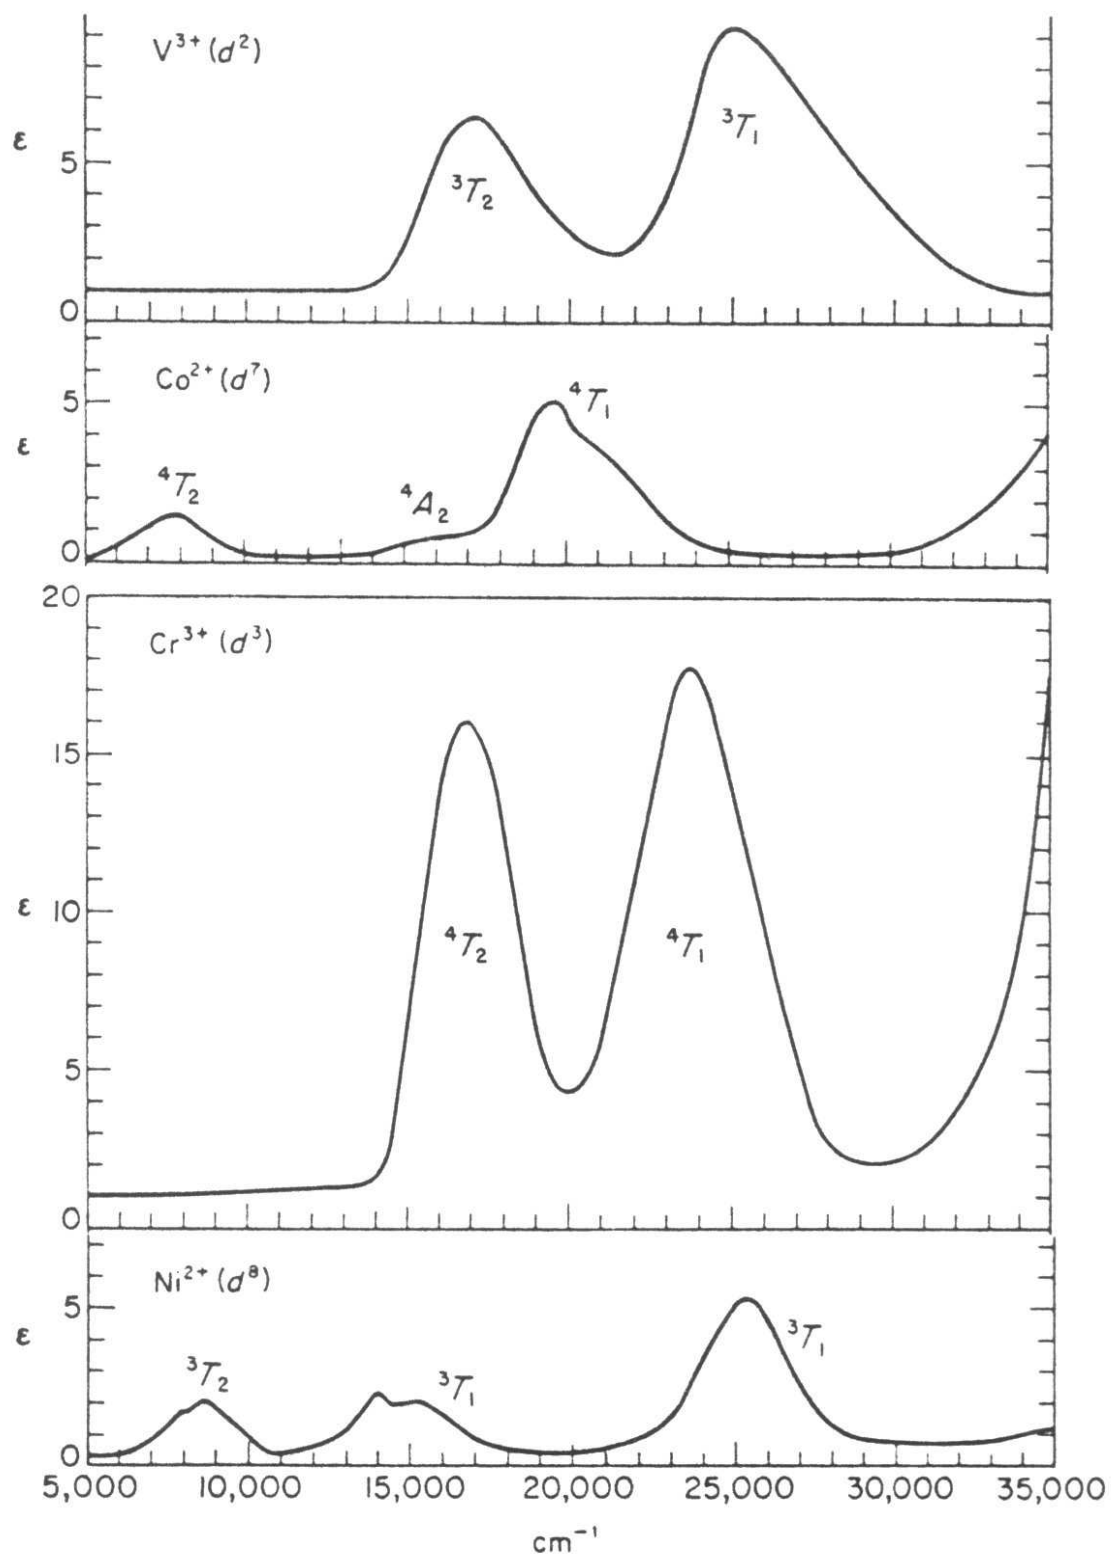 V³⁺(d²)
ε
5
³T₂
³T₁
0
Co²⁺(d⁷)
5
ε
⁴T₂
⁴A₂
⁴T₁
0
20
Cr³⁺(d³)
15
ε 10
⁴T₂
⁴T₁
5
0
Ni²⁺(d⁸)
5
ε
³T₂
³T₁
³T₁
0
5,000 10,000 15,000 20,000 25,000 30,000 35,000
cm⁻¹